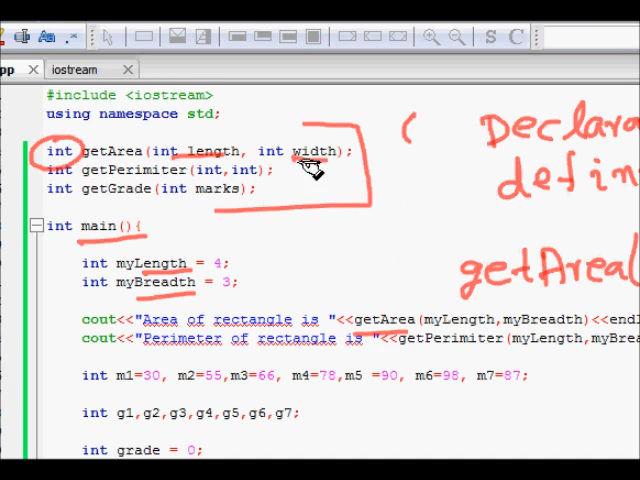 pp iostream
#include <iostream>
using namespace std;
int getArea(int length, int width);
int getPerimiter(int,int);
int getGrade(int marks);
int main(){
int myLength = 4;
int myBreadth = 3;
cout<<"Area of rectangle is "<<getArea(myLength,myBreadth)<<endl
cout<<"Perimeter of rectangle is "<<getPerimiter(myLength,myBrea
int m1=30, m2=55,m3=66, m4=78,m5 =90, m6=98, m7=87;
int g1,g2,g3,g4,g5,g6,g7;
int grade = 0;
( Declara
defin
getArea(